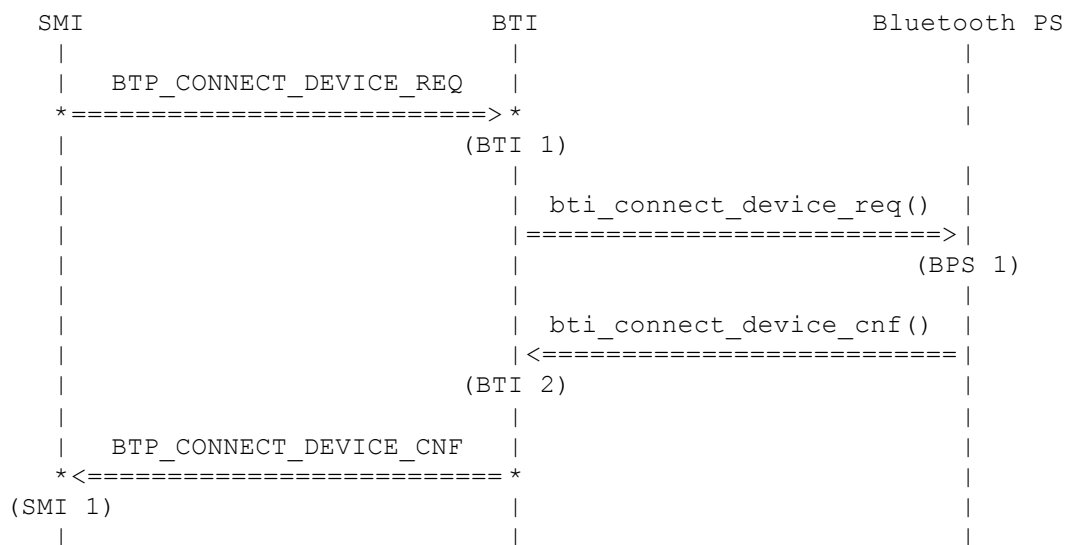 SMI BTI Bluetooth PS
BTP_CONNECT_DEVICE_REQ
(BTI 1)
bti_connect_device_req()
(BPS 1)
bti_connect_device_cnf()
(BTI 2)
BTP_CONNECT_DEVICE_CNF
(SMI 1)